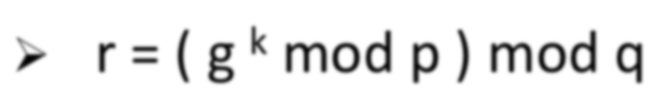 ➢ r = ( g ^k mod p ) mod q